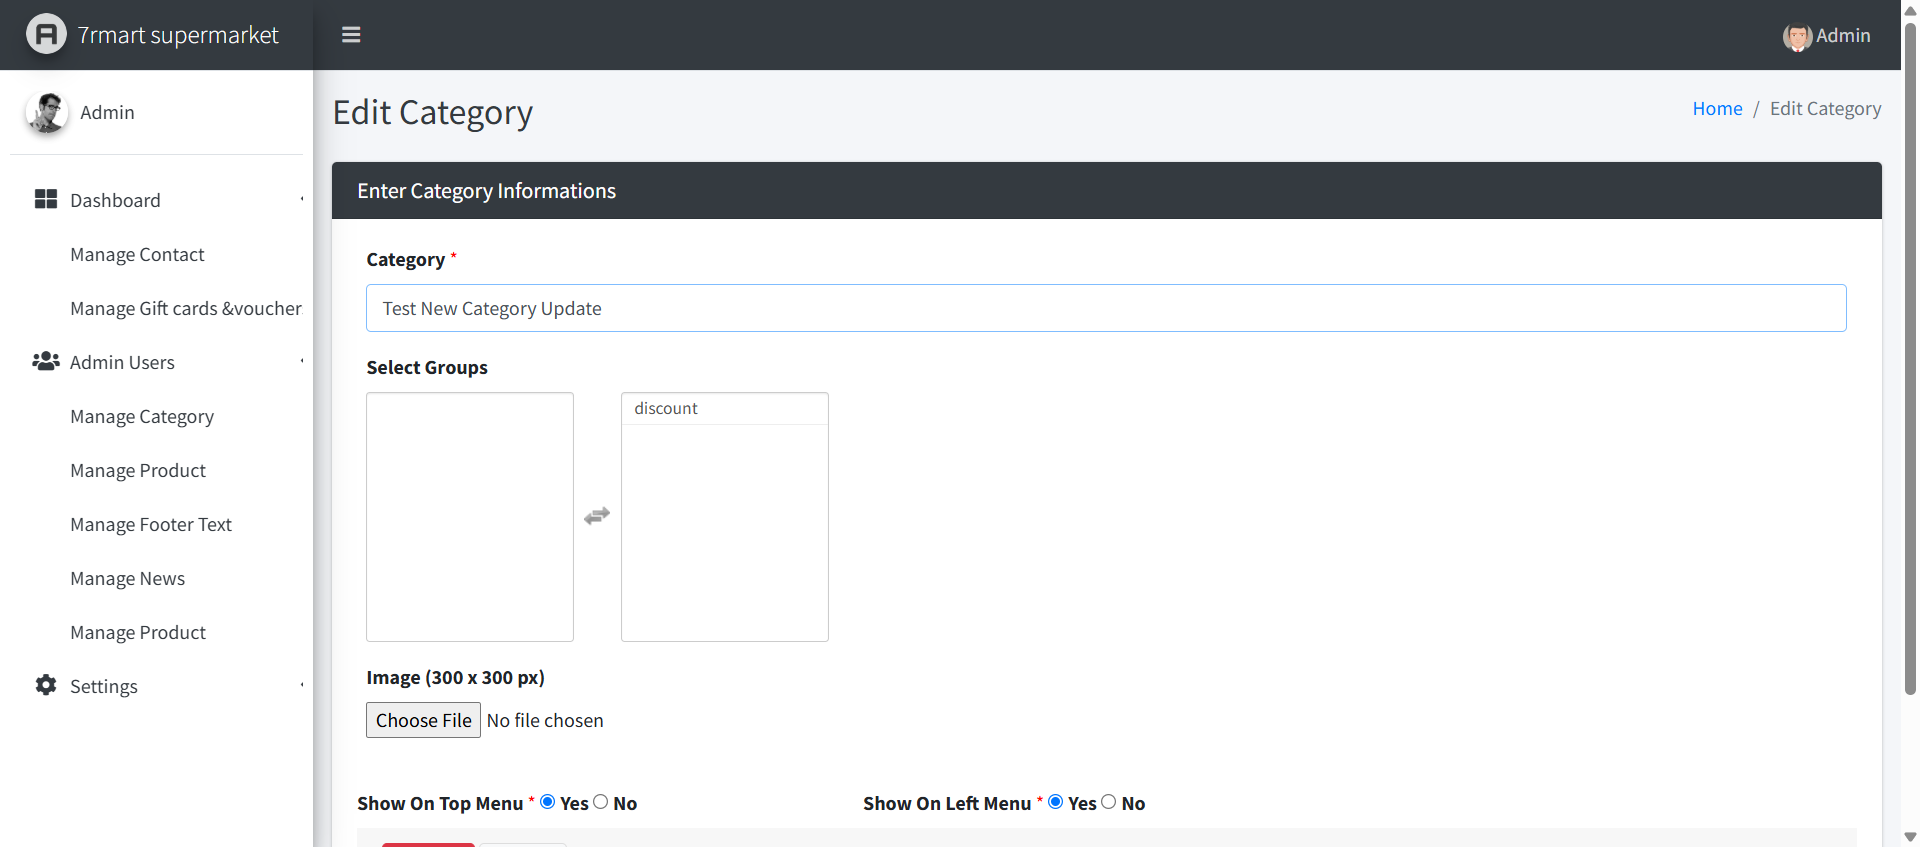 7rmart supermarket
Admin
Admin
Dashboard
Manage Contact
Manage Gift cards &voucher
Admin Users
Manage Category
Manage Product
Manage Footer Text
Manage News
Manage Product
Settings
Edit Category
Home / Edit Category
Enter Category Informations
Category *
Test New Category Update
Select Groups
discount
Image (300 x 300 px)
Choose File No file chosen
Show On Top Menu * Yes No
Show On Left Menu * Yes No